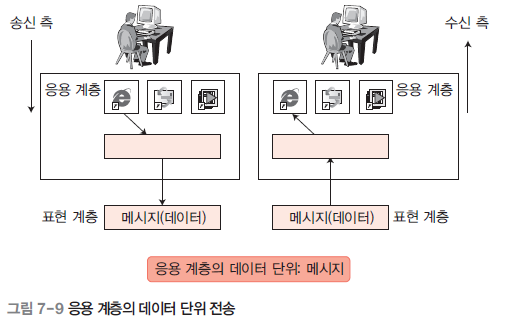 송신 측
수신 측
응용 계층
응용 계층
표현 계층
메시지(데이터)
메시지(데이터)
표현 계층
응용 계층의 데이터 단위: 메시지
그림 7-9 응용 계층의 데이터 단위 전송